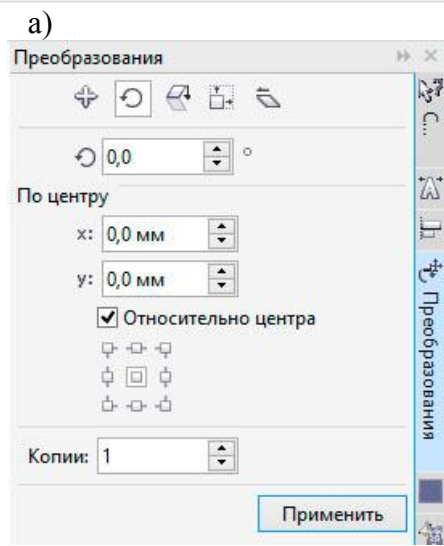 а)
Преобразования
0,0 °
По центру
x: 0,0 мм
y: 0,0 мм
Относительно центра
Копии: 1
Применить
Преобразования